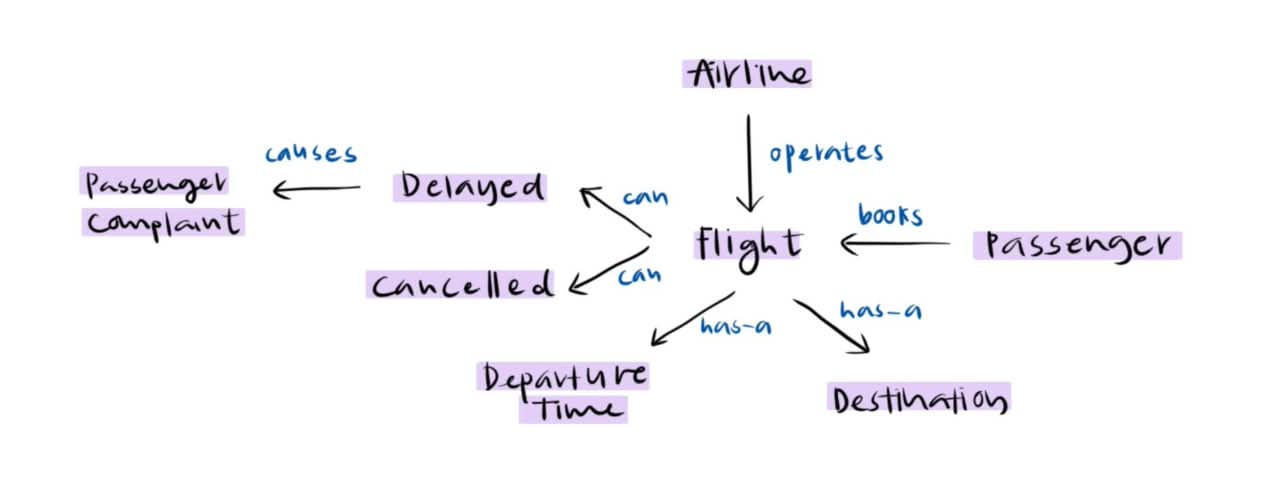 Airline
operates
causes
Passenger
Complaint
Delayed
can
books
flight
Passenger
can
Cancelled
has-a
has-a
Departure
Time
Destination